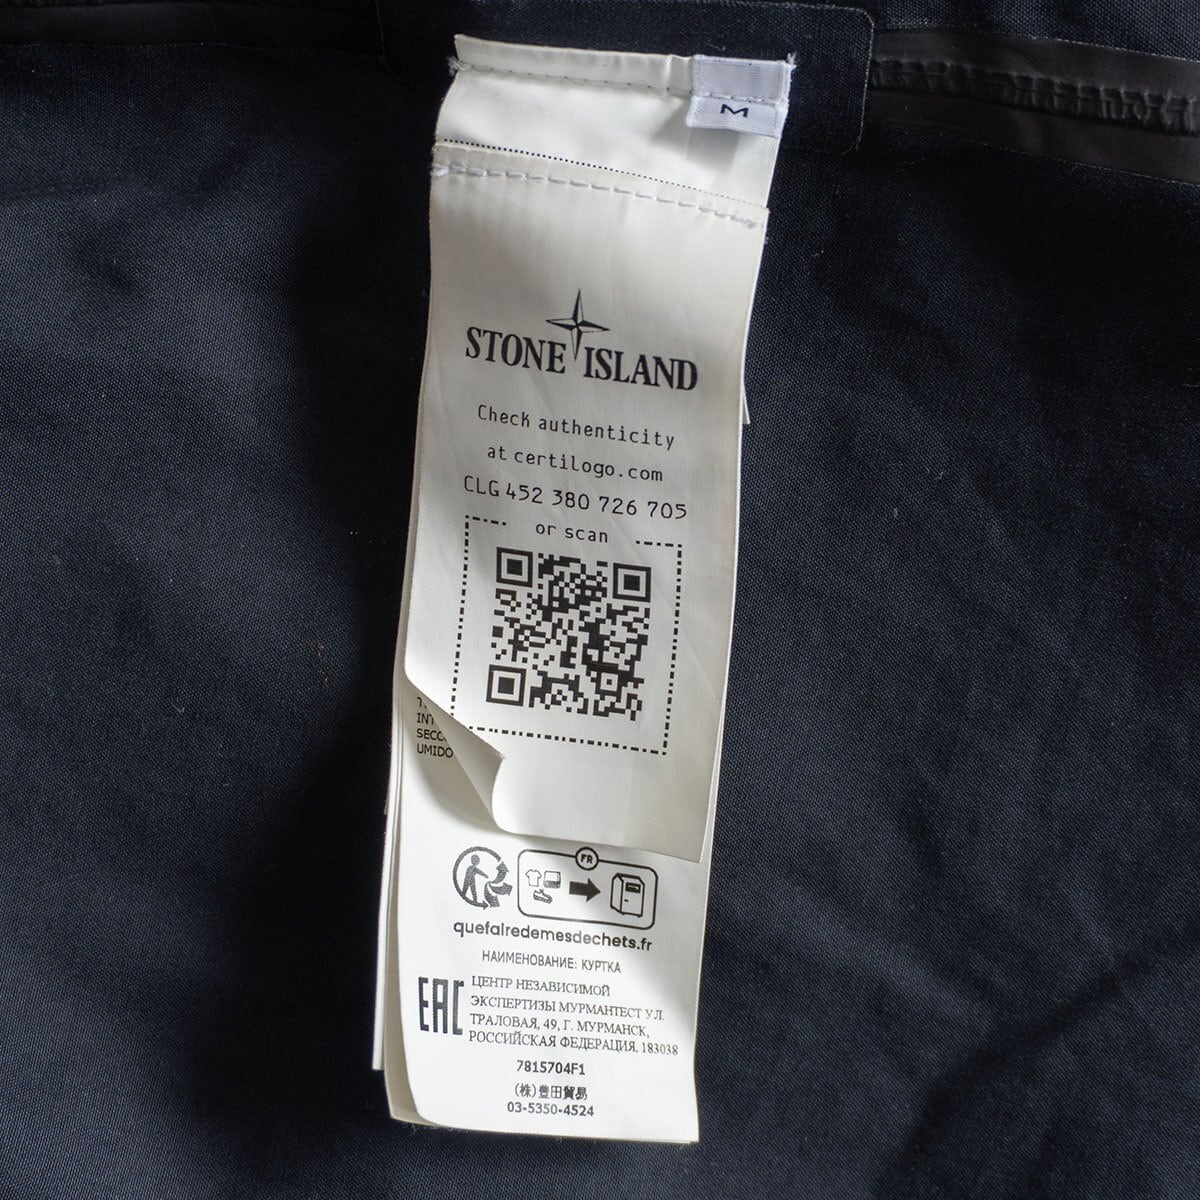 M
STONE ISLAND
Check authenticity
at certilogo.com
CLG 452 380 726 705
or scan
INT
SECC
UMIDO
FR
quefairedemesdechets.fr
НАИМЕНОВАНИЕ: КУРТКА
EAC
ЦЕНТР НЕЗАВИСИМОЙ
ЭКСПЕРТИЗЫ МУРМАНТЕСТ УЛ.
ТРАЛОВАЯ, 49, Г. МУРМАНСК,
РОССИЙСКАЯ ФЕДЕРАЦИЯ, 183038
7815704F1
(株)豊田貿易
03-5350-4524